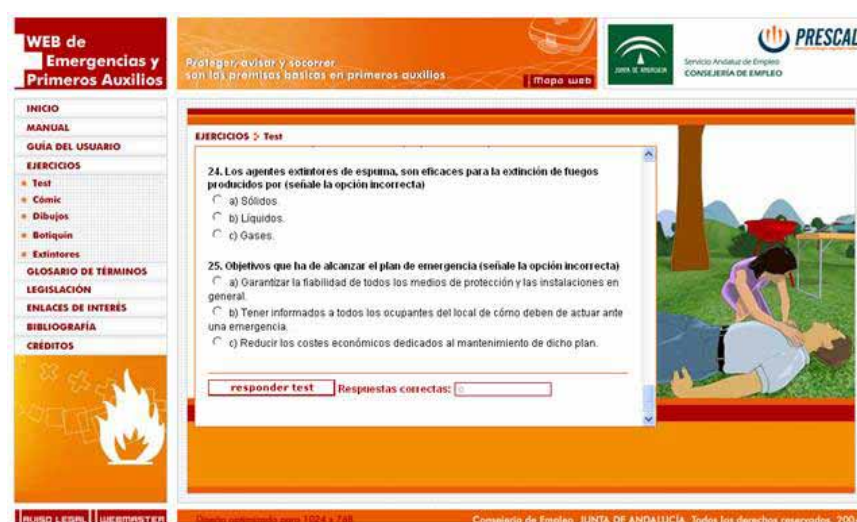 WEB de
Emergencias y
Primeros Auxilios
Proteger, avisar y socorrer
son las premisas básicas en primeros auxilios
Mapa web
JUNTA DE ANDALUCIA
Servicio Andaluz de Empleo
CONSEJERÍA DE EMPLEO
PRESCAL
INICIO
MANUAL
GUÍA DEL USUARIO
EJERCICIOS
Test
Cómic
Dibujos
Botiquín
Extintores
GLOSARIO DE TÉRMINOS
LEGISLACIÓN
ENLACES DE INTERÉS
BIBLIOGRAFÍA
CRÉDITOS
EJERCICIOS Test
24. Los agentes extintores de espuma, son eficaces para la extinción de fuegos
producidos por (señale la opción incorrecta)
a) Sólidos
b) Líquidos.
c) Gases.
25. Objetivos que ha de alcanzar el plan de emergencia (señale la opción incorrecta)
a) Garantizar la fiabilidad de todos los medios de protección y las instalaciones en
general.
b) Tener informados a todos los ocupantes del local de cómo deben de actuar ante
una emergencia.
c) Reducir los costes económicos dedicados al mantenimiento de dicho plan.
responder test
Respuestas correctas: 0
AVISO LEGAL
WEBMASTER
Diseño optimizado para 1024 x 768
Consejería de Empleo. JUNTA DE ANDALUCÍA. Todos los derechos reservados. 200